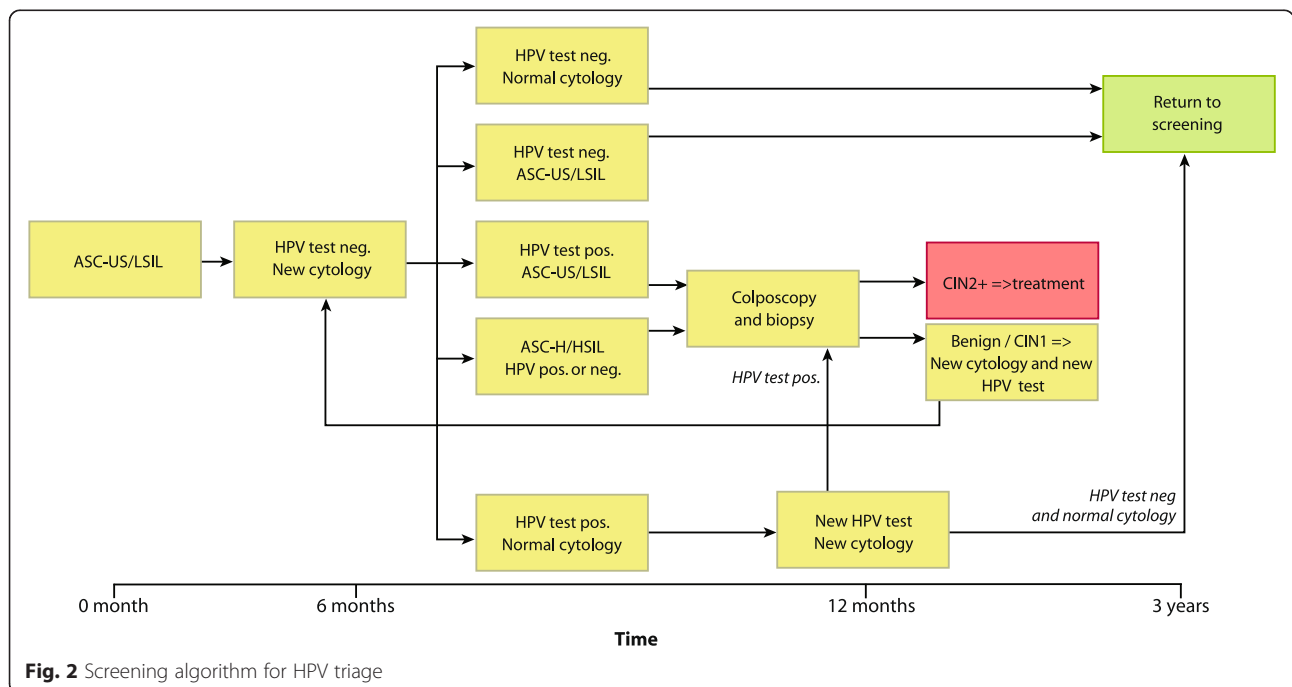 HPV test neg.
Normal cytology
Return to
screening
HPV test neg.
ASC-US/LSIL
ASC-US/LSIL
HPV test neg.
New cytology
HPV test pos.
ASC-US/LSIL
Colposcopy
and biopsy
CIN2+ =>treatment
ASC-H/HSIL
HPV pos. or neg.
Benign / CIN1 =>
New cytology and new
HPV test
HPV test pos.
HPV test pos.
Normal cytology
New HPV test
New cytology
HPV test neg
and normal cytology
0 month
6 months
12 months
3 years
Time
Fig. 2 Screening algorithm for HPV triage